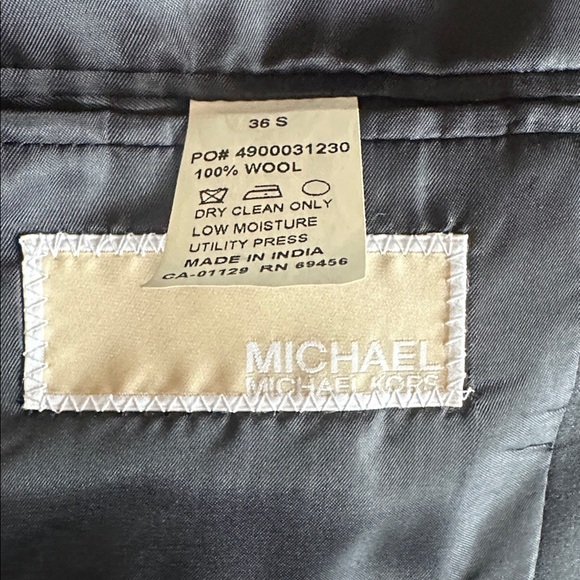 36 S
PO# 4900031230
100% WOOL
DRY CLEAN ONLY
LOW MOISTURE
UTILITY PRESS
MADE IN INDIA
CA-01129 RN 69456
MICHAEL
MICHAEL KORS